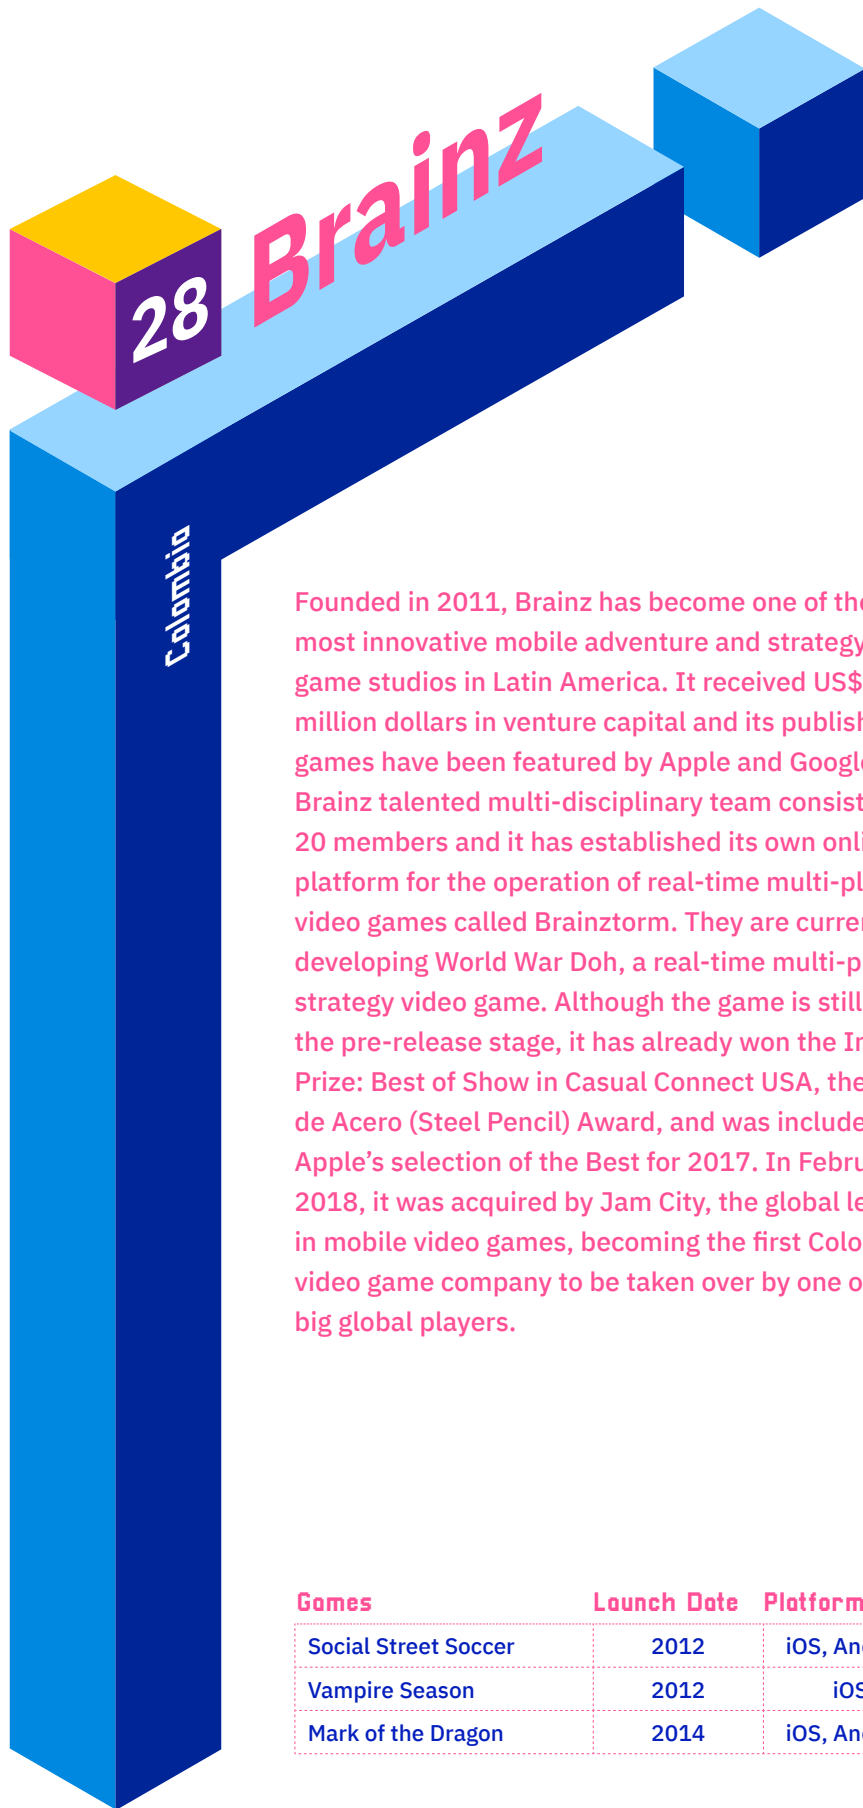 28 Brainz
Colombia
Founded in 2011, Brainz has become one of the
most innovative mobile adventure and strategy
game studios in Latin America. It received US$
million dollars in venture capital and its publish
games have been featured by Apple and Google
Brainz talented multi-disciplinary team consist
20 members and it has established its own onli
platform for the operation of real-time multi-pl
video games called Brainztorm. They are curren
developing World War Doh, a real-time multi-p
strategy video game. Although the game is still
the pre-release stage, it has already won the In
Prize: Best of Show in Casual Connect USA, the
de Acero (Steel Pencil) Award, and was include
Apple’s selection of the Best for 2017. In Febru
2018, it was acquired by Jam City, the global le
in mobile video games, becoming the first Colo
video game company to be taken over by one o
big global players.
Games Launch Date Platform
Social Street Soccer 2012 iOS, An
Vampire Season 2012 iOS
Mark of the Dragon 2014 iOS, An